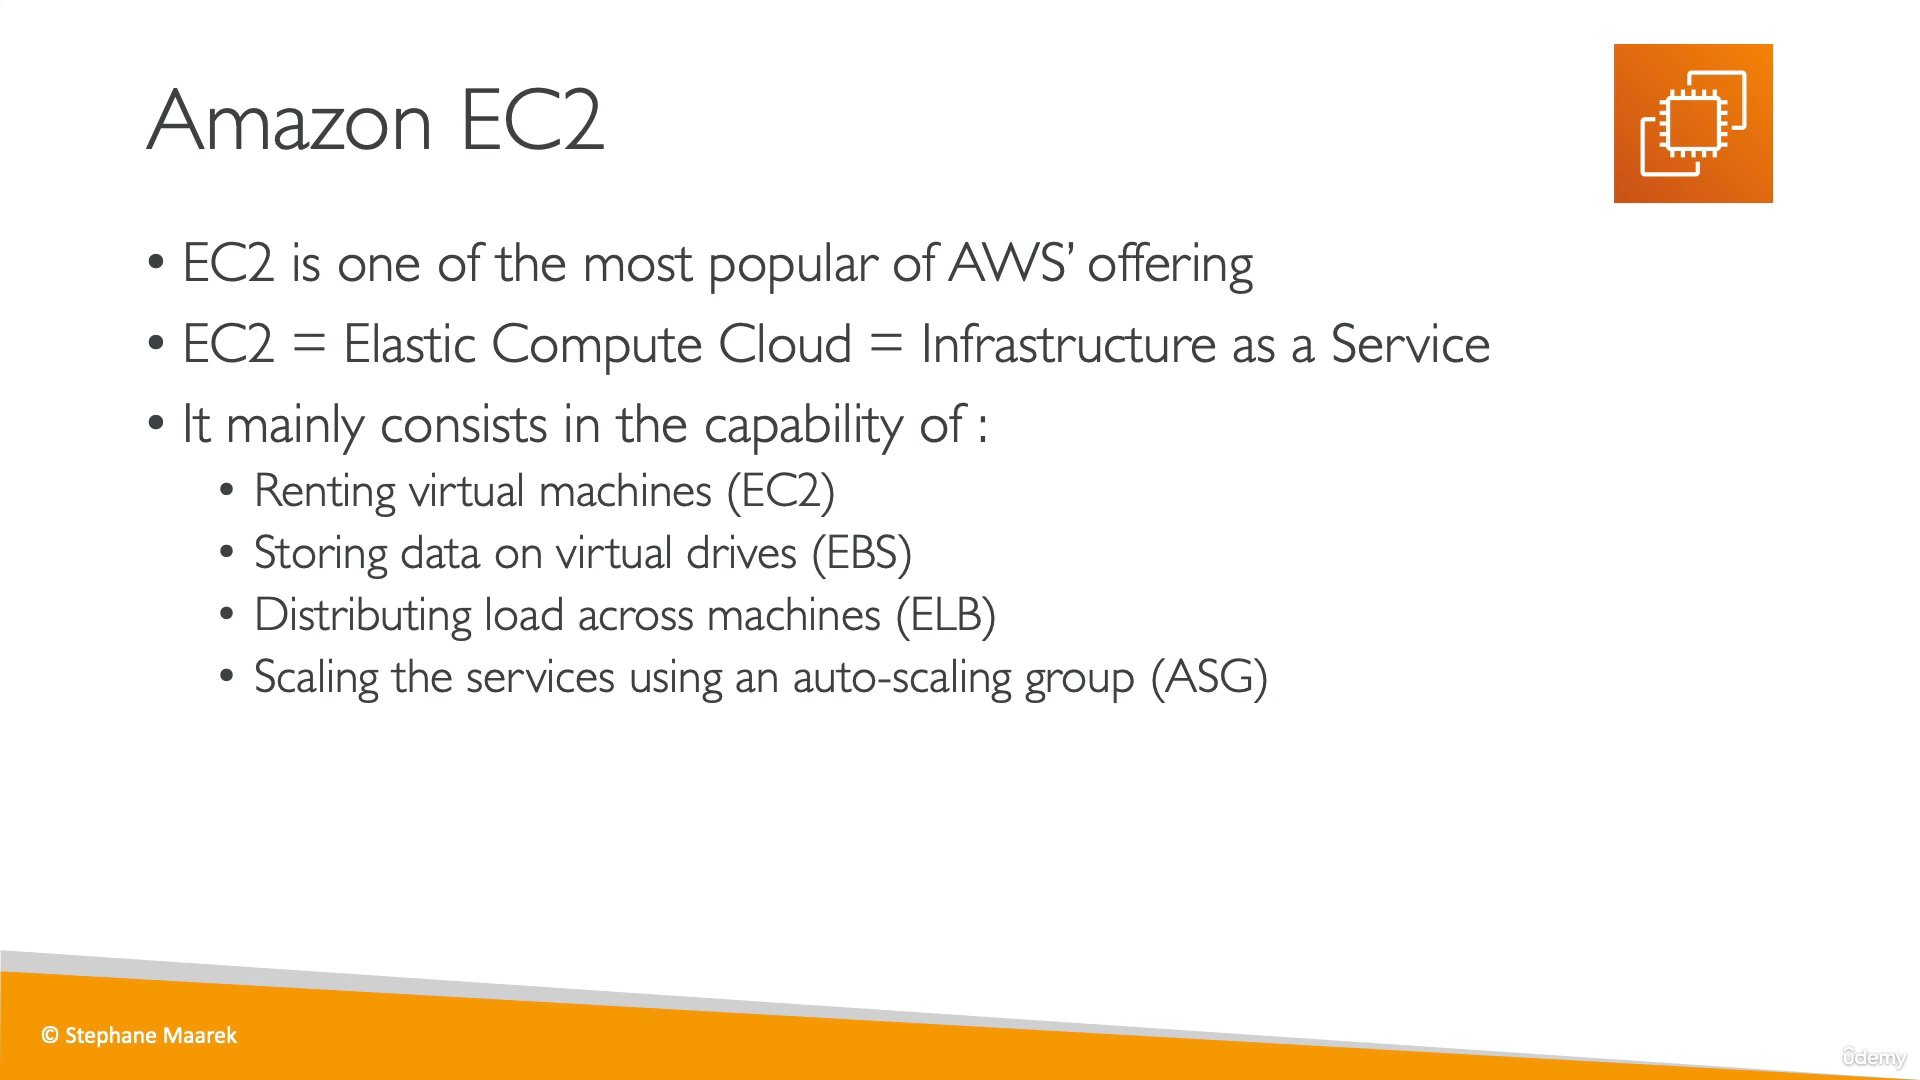 Amazon EC2
• EC2 is one of the most popular of AWS’ offering
• EC2 = Elastic Compute Cloud = Infrastructure as a Service
• It mainly consists in the capability of :
• Renting virtual machines (EC2)
• Storing data on virtual drives (EBS)
• Distributing load across machines (ELB)
• Scaling the services using an auto-scaling group (ASG)
© Stephane Maarek
ûdemy